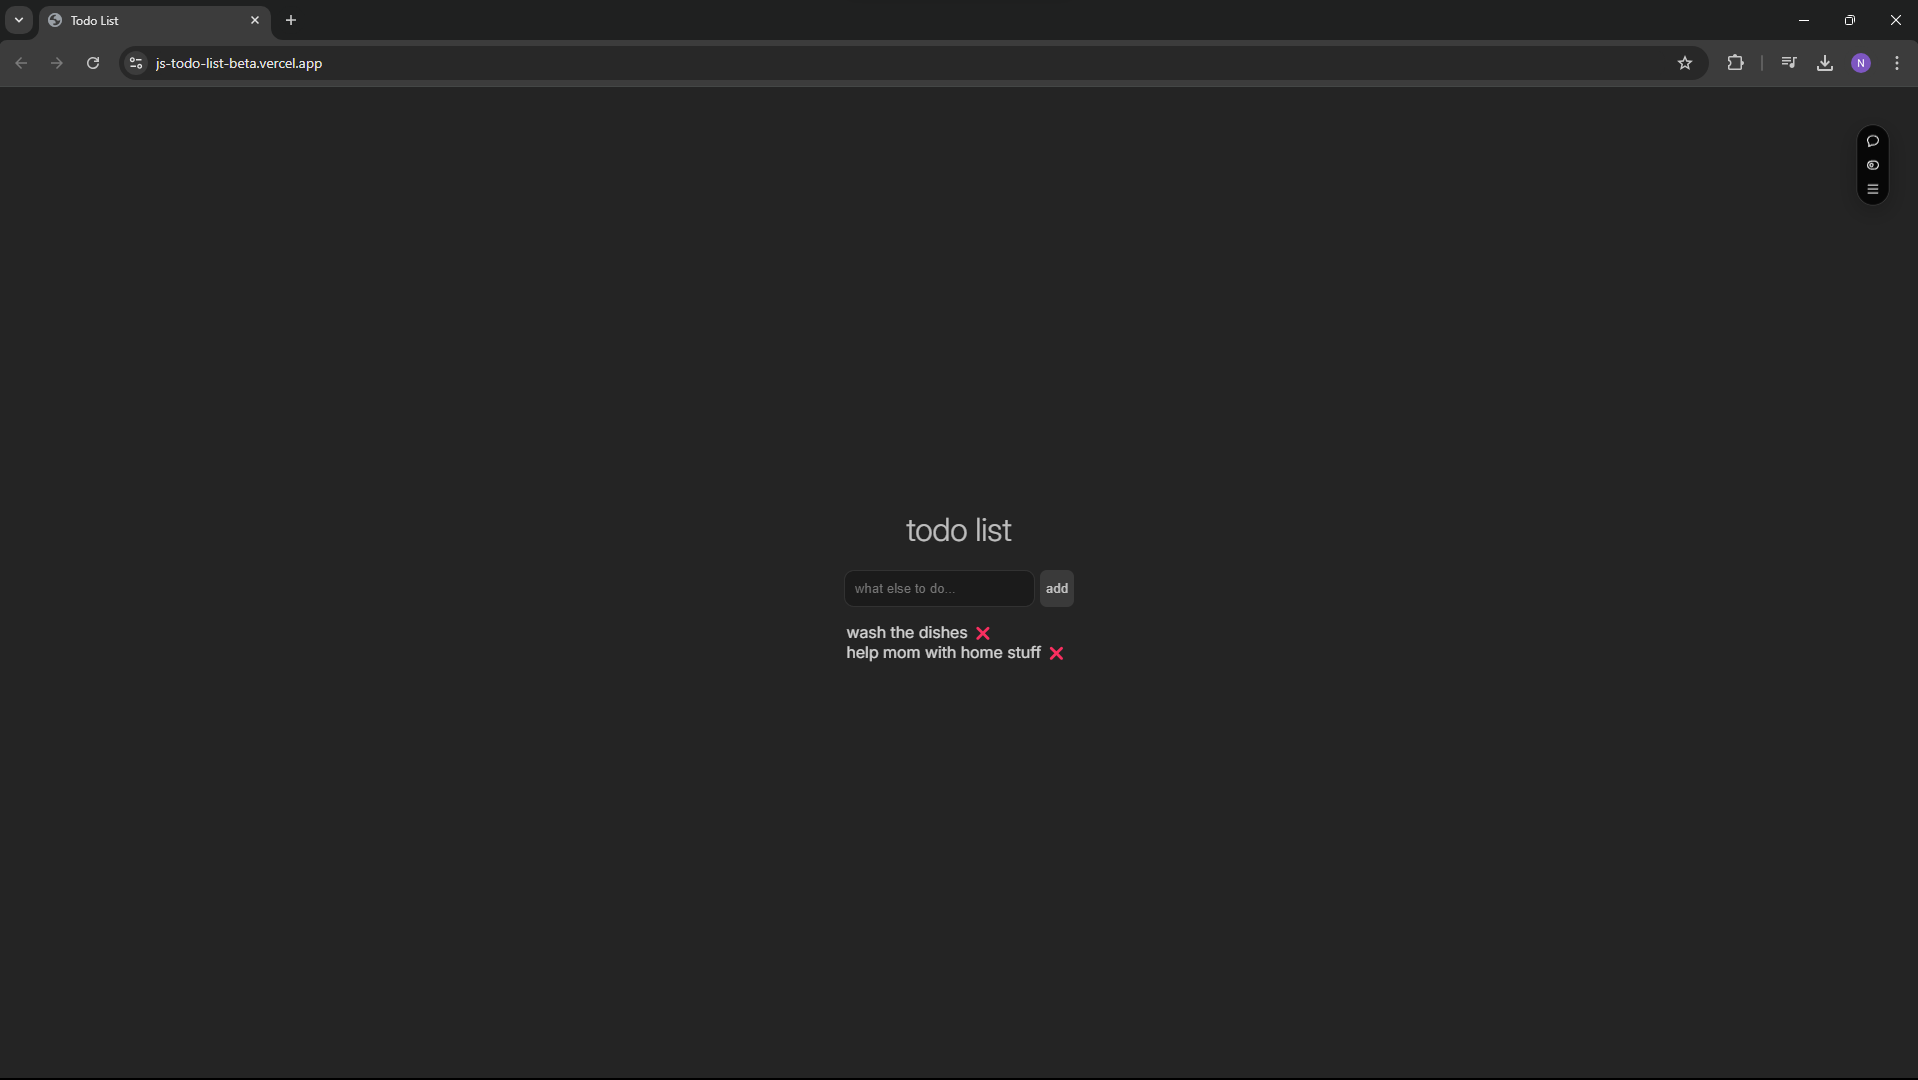 Todo List
js-todo-list-beta.vercel.app
N
todo list
what else to do...
add
wash the dishes
help mom with home stuff